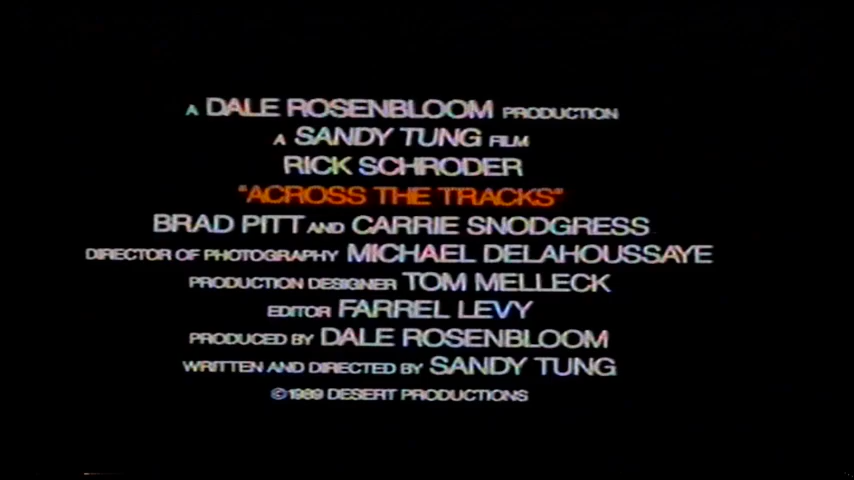 A DALE ROSENBLOOM PRODUCTION
A SANDY TUNG FILM
RICK SCHRODER
"ACROSS THE TRACKS"
BRAD PITT AND CARRIE SNODGRESS
DIRECTOR OF PHOTOGRAPHY MICHAEL DELAHOUSSAYE
PRODUCTION DESIGNER TOM MELLECK
EDITOR FARREL LEVY
PRODUCED BY DALE ROSENBLOOM
WRITTEN AND DIRECTED BY SANDY TUNG
©1989 DESERT PRODUCTIONS